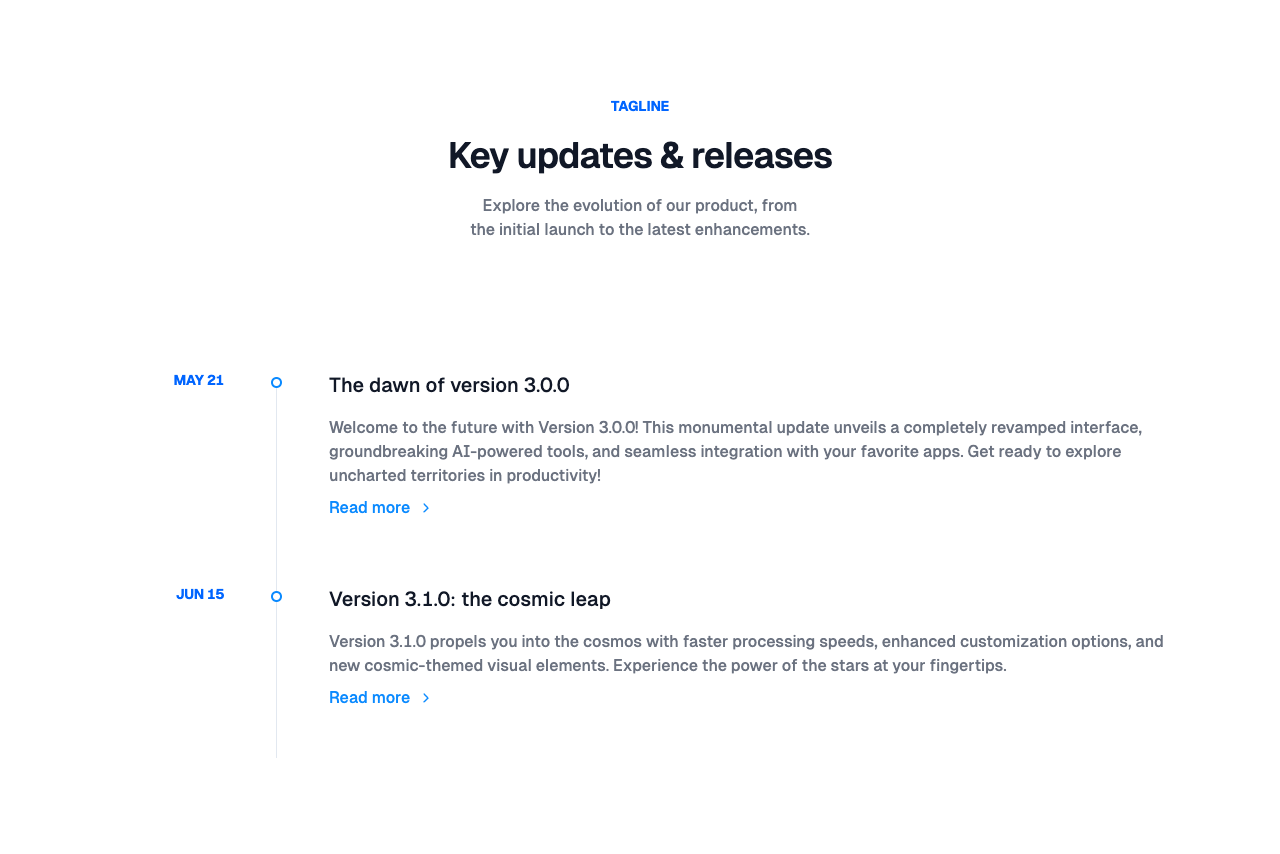 TAGLINE
Key updates & releases
Explore the evolution of our product, from
the initial launch to the latest enhancements.
MAY 21
The dawn of version 3.0.0
Welcome to the future with Version 3.0.0! This monumental update unveils a completely revamped interface,
groundbreaking AI-powered tools, and seamless integration with your favorite apps. Get ready to explore
uncharted territories in productivity!
Read more
JUN 15
Version 3.1.0: the cosmic leap
Version 3.1.0 propels you into the cosmos with faster processing speeds, enhanced customization options, and
new cosmic-themed visual elements. Experience the power of the stars at your fingertips.
Read more